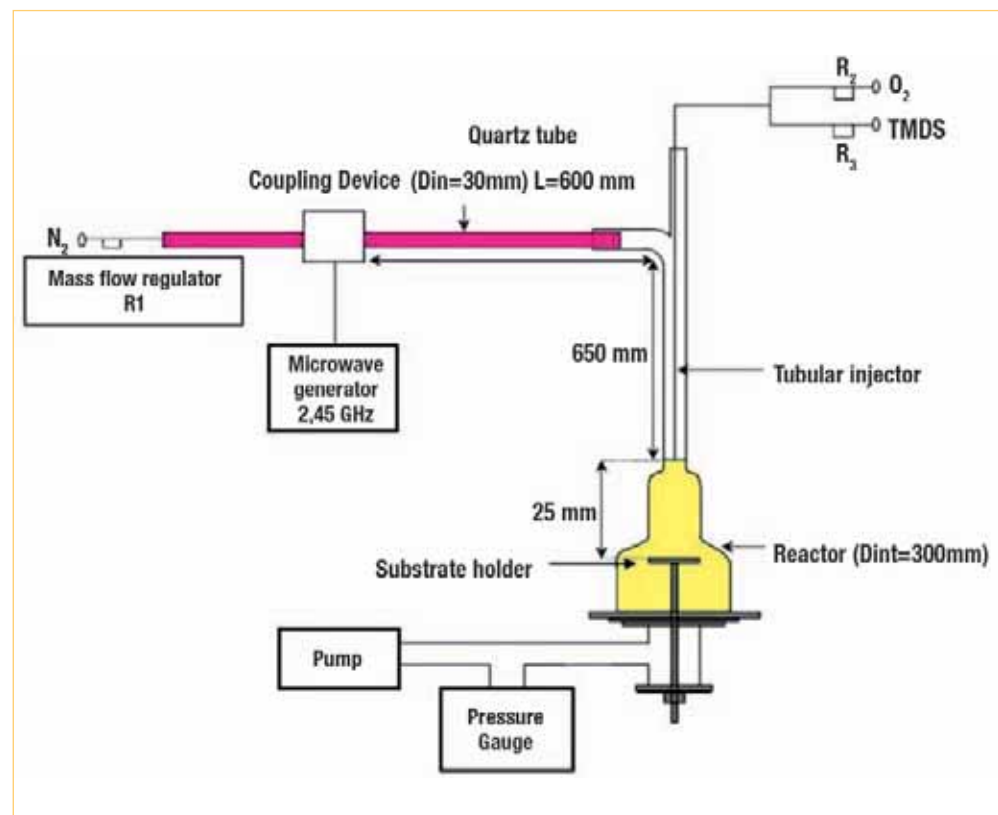 R₂
O₂
TMDS
R₃
Quartz tube
Coupling Device (Din=30mm) L=600 mm
N₂
Mass flow regulator
R1
650 mm
Microwave
generator
2,45 GHz
Tubular injector
25 mm
Reactor (Dint=300mm)
Substrate holder
Pump
Pressure
Gauge